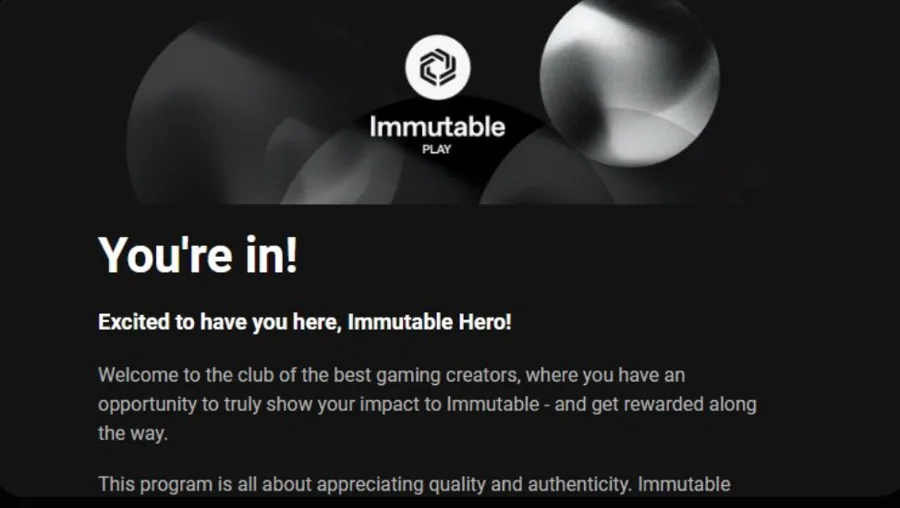 Immutable
PLAY
You're in!
Excited to have you here, Immutable Hero!
Welcome to the club of the best gaming creators, where you have an
opportunity to truly show your impact to Immutable - and get rewarded along
the way.
This program is all about appreciating quality and authenticity. Immutable